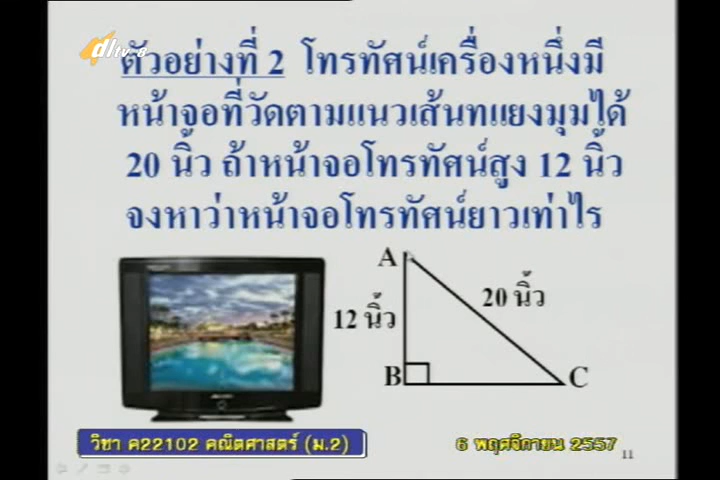 dltv 8
ตัวอย่างที่ 2 โทรทัศน์เครื่องหนึ่งมี
หน้าจอที่วัดตามแนวเส้นทแยงมุมได้
20 นิ้ว ถ้าหน้าจอโทรทัศน์สูง 12 นิ้ว
จงหาว่าหน้าจอโทรทัศน์ยาวเท่าไร
A
12 นิ้ว
20 นิ้ว
B
C
วิชา ค22102 คณิตศาสตร์ (ม.2)
6 พฤศจิกายน 2557
11